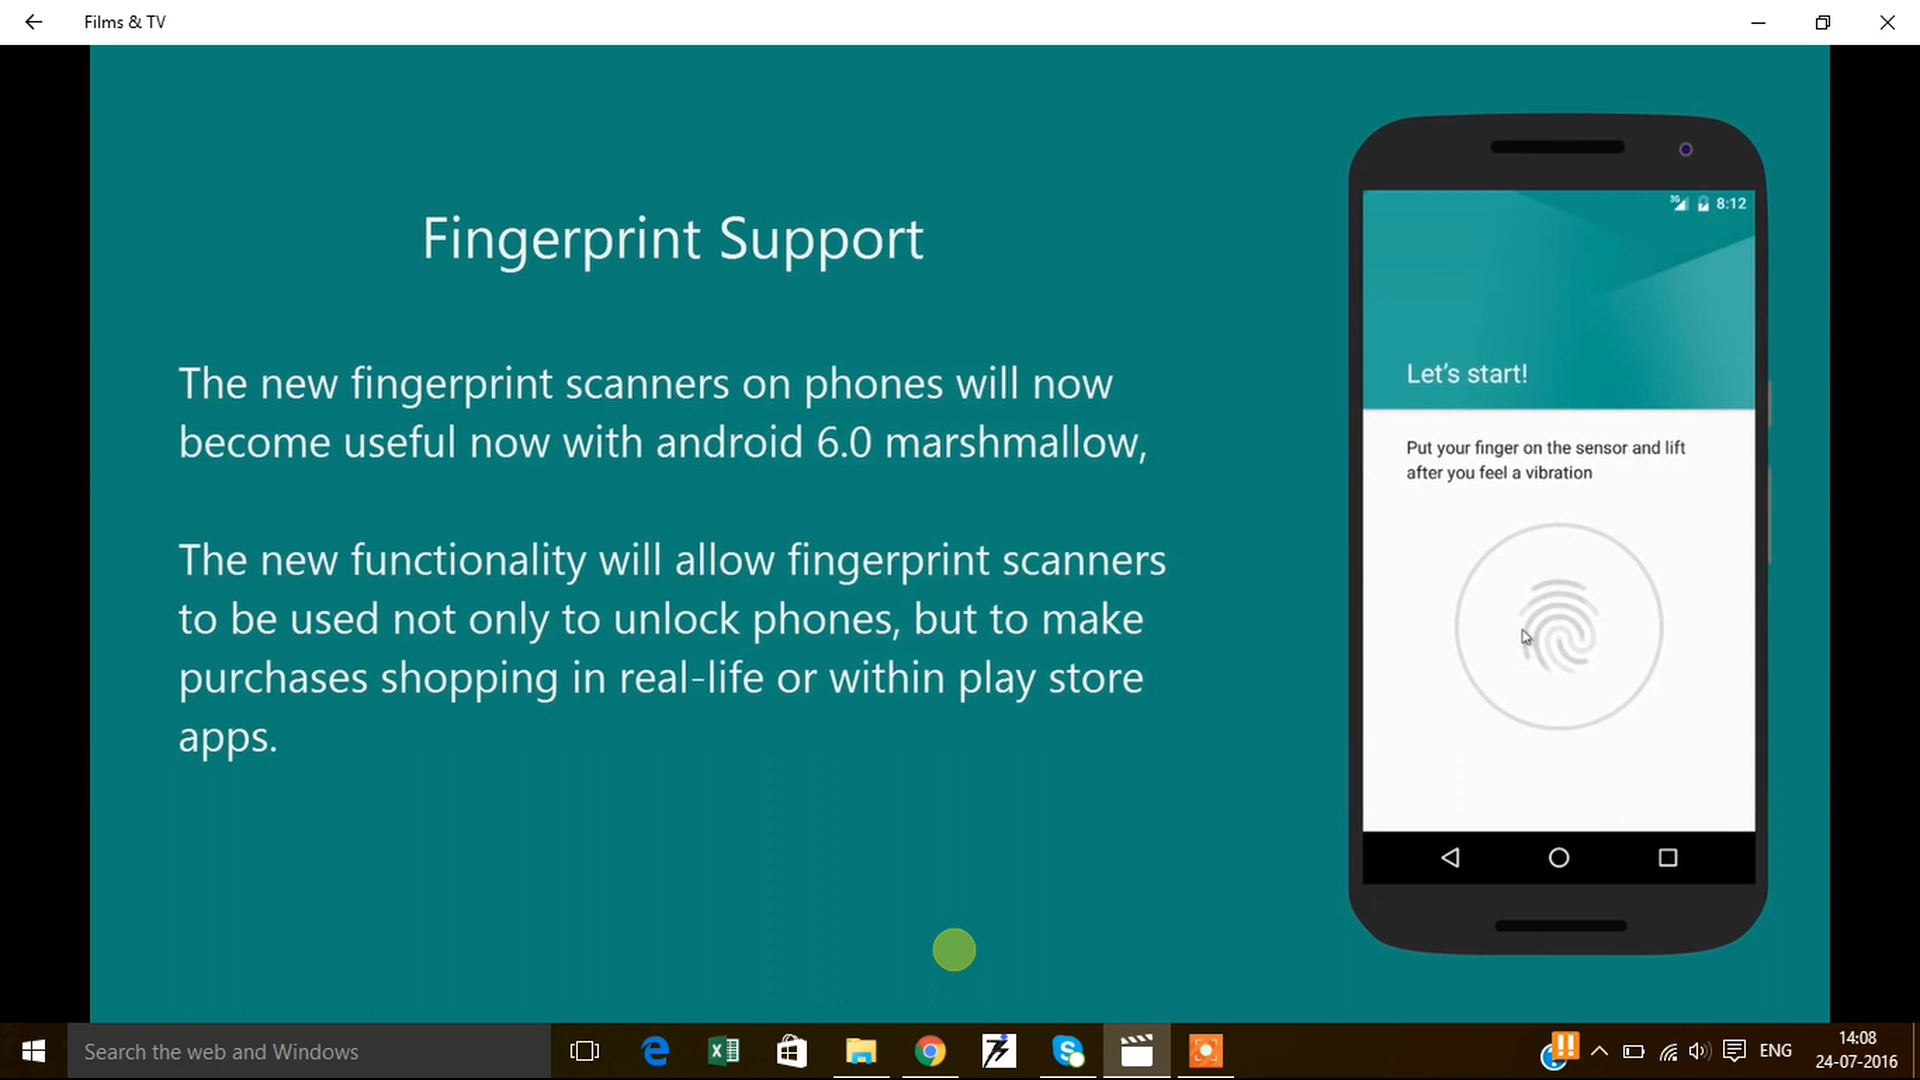 Films & TV
Fingerprint Support
The new fingerprint scanners on phones will now
become useful now with android 6.0 marshmallow,
The new functionality will allow fingerprint scanners
to be used not only to unlock phones, but to make
purchases shopping in real-life or within play store
apps.
3G 8:12
Let's start!
Put your finger on the sensor and lift
after you feel a vibration
Search the web and Windows
ENG
14:08
24-07-2016